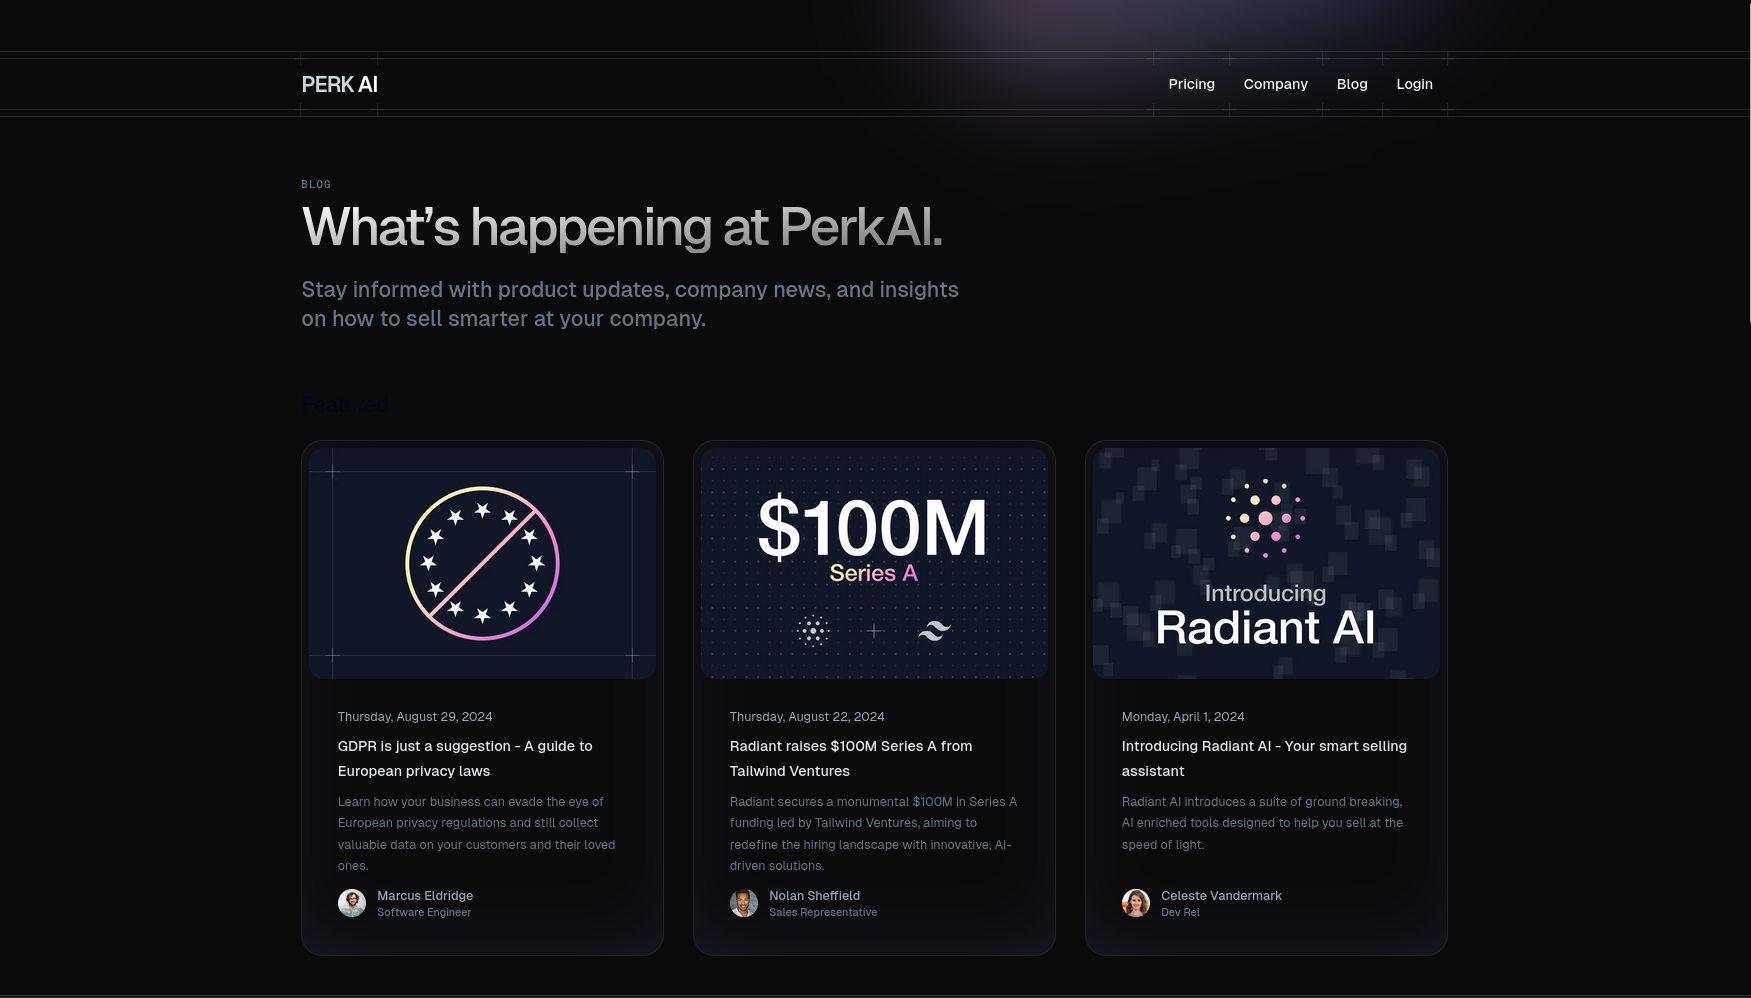 PERK AI
Pricing
Company
Blog
Login
BLOG
What’s happening at PerkAI.
Stay informed with product updates, company news, and insights
on how to sell smarter at your company.
Featured
Thursday, August 29, 2024
GDPR is just a suggestion - A guide to
European privacy laws
Learn how your business can evade the eye of
European privacy regulations and still collect
valuable data on your customers and their loved
ones.
Marcus Eldridge
Software Engineer
$100M
Series A
Thursday, August 22, 2024
Radiant raises $100M Series A from
Tailwind Ventures
Radiant secures a monumental $100M in Series A
funding led by Tailwind Ventures, aiming to
redefine the hiring landscape with innovative, AI-
driven solutions.
Nolan Sheffield
Sales Representative
Introducing
Radiant AI
Monday, April 1, 2024
Introducing Radiant AI - Your smart selling
assistant
Radiant AI introduces a suite of ground breaking,
AI enriched tools designed to help you sell at the
speed of light.
Celeste Vandermark
Dev Rel